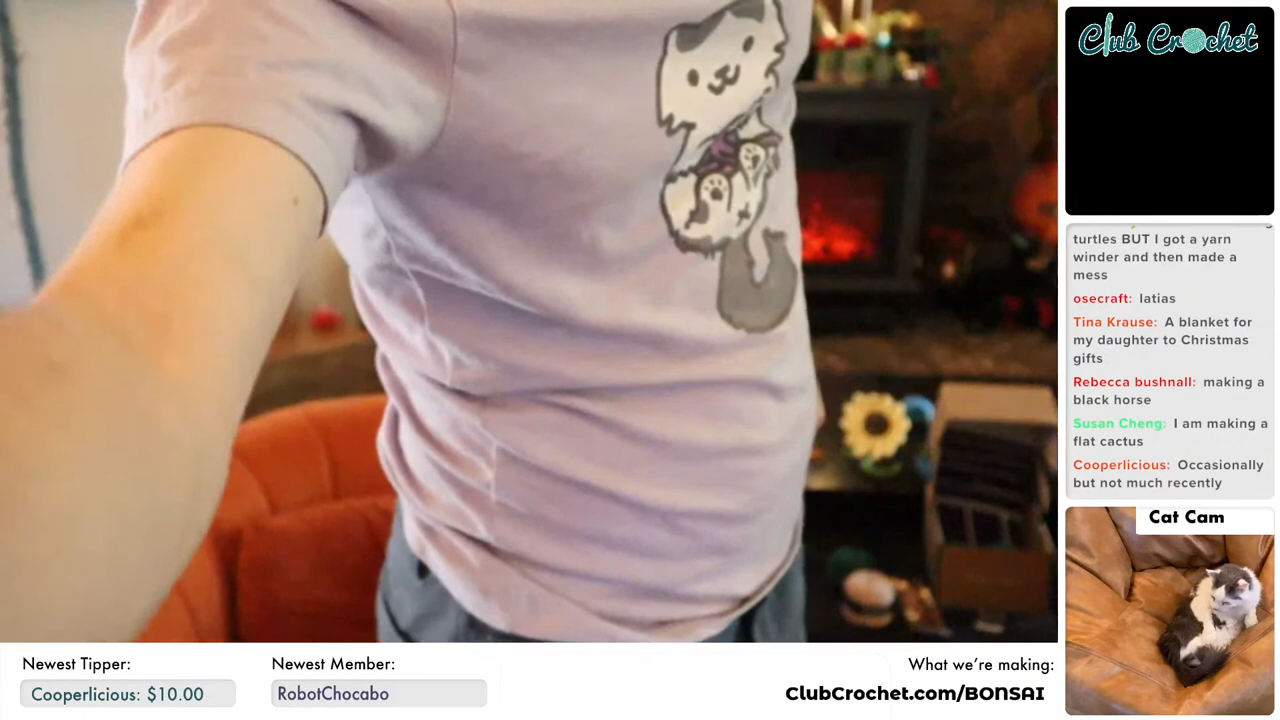 Club Crochet
turtles BUT I got a yarn
winder and then made a
mess
osecraft: latias
Tina Krause: A blanket for
my daughter to Christmas
gifts
Rebecca bushnall: making a
black horse
Susan Cheng: I am making a
flat cactus
Cooperlicious: Occasionally
but not much recently
Cat Cam
Newest Tipper:
Cooperlicious: $10.00
Newest Member:
RobotChocabo
What we're making:
ClubCrochet.com/BONSAI